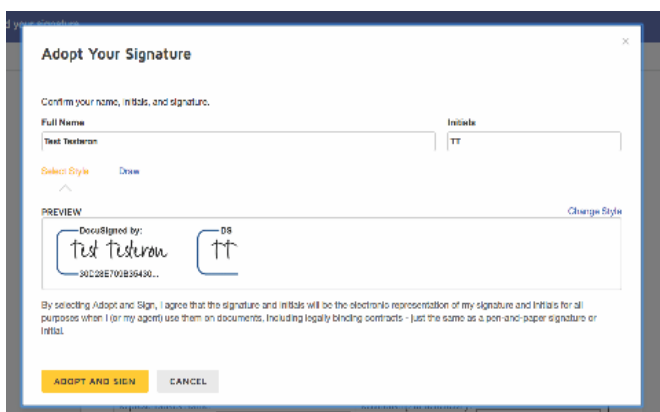 d your signature
×
Adopt Your Signature
Confirm your name, initials, and signature.
Full Name
Initials
Test Testeron
TT
Select Style
Draw
PREVIEW
Change Style
DocuSigned by:
DS
Test Testeron
TT
By selecting Adopt and Sign, I agree that the signature and initials will be the electronic representation of my signature and initials for all
purposes when I (or my agent) use them on documents, including legally binding contracts - just the same as a pen-and-paper signature or
initial.
ADOPT AND SIGN
CANCEL